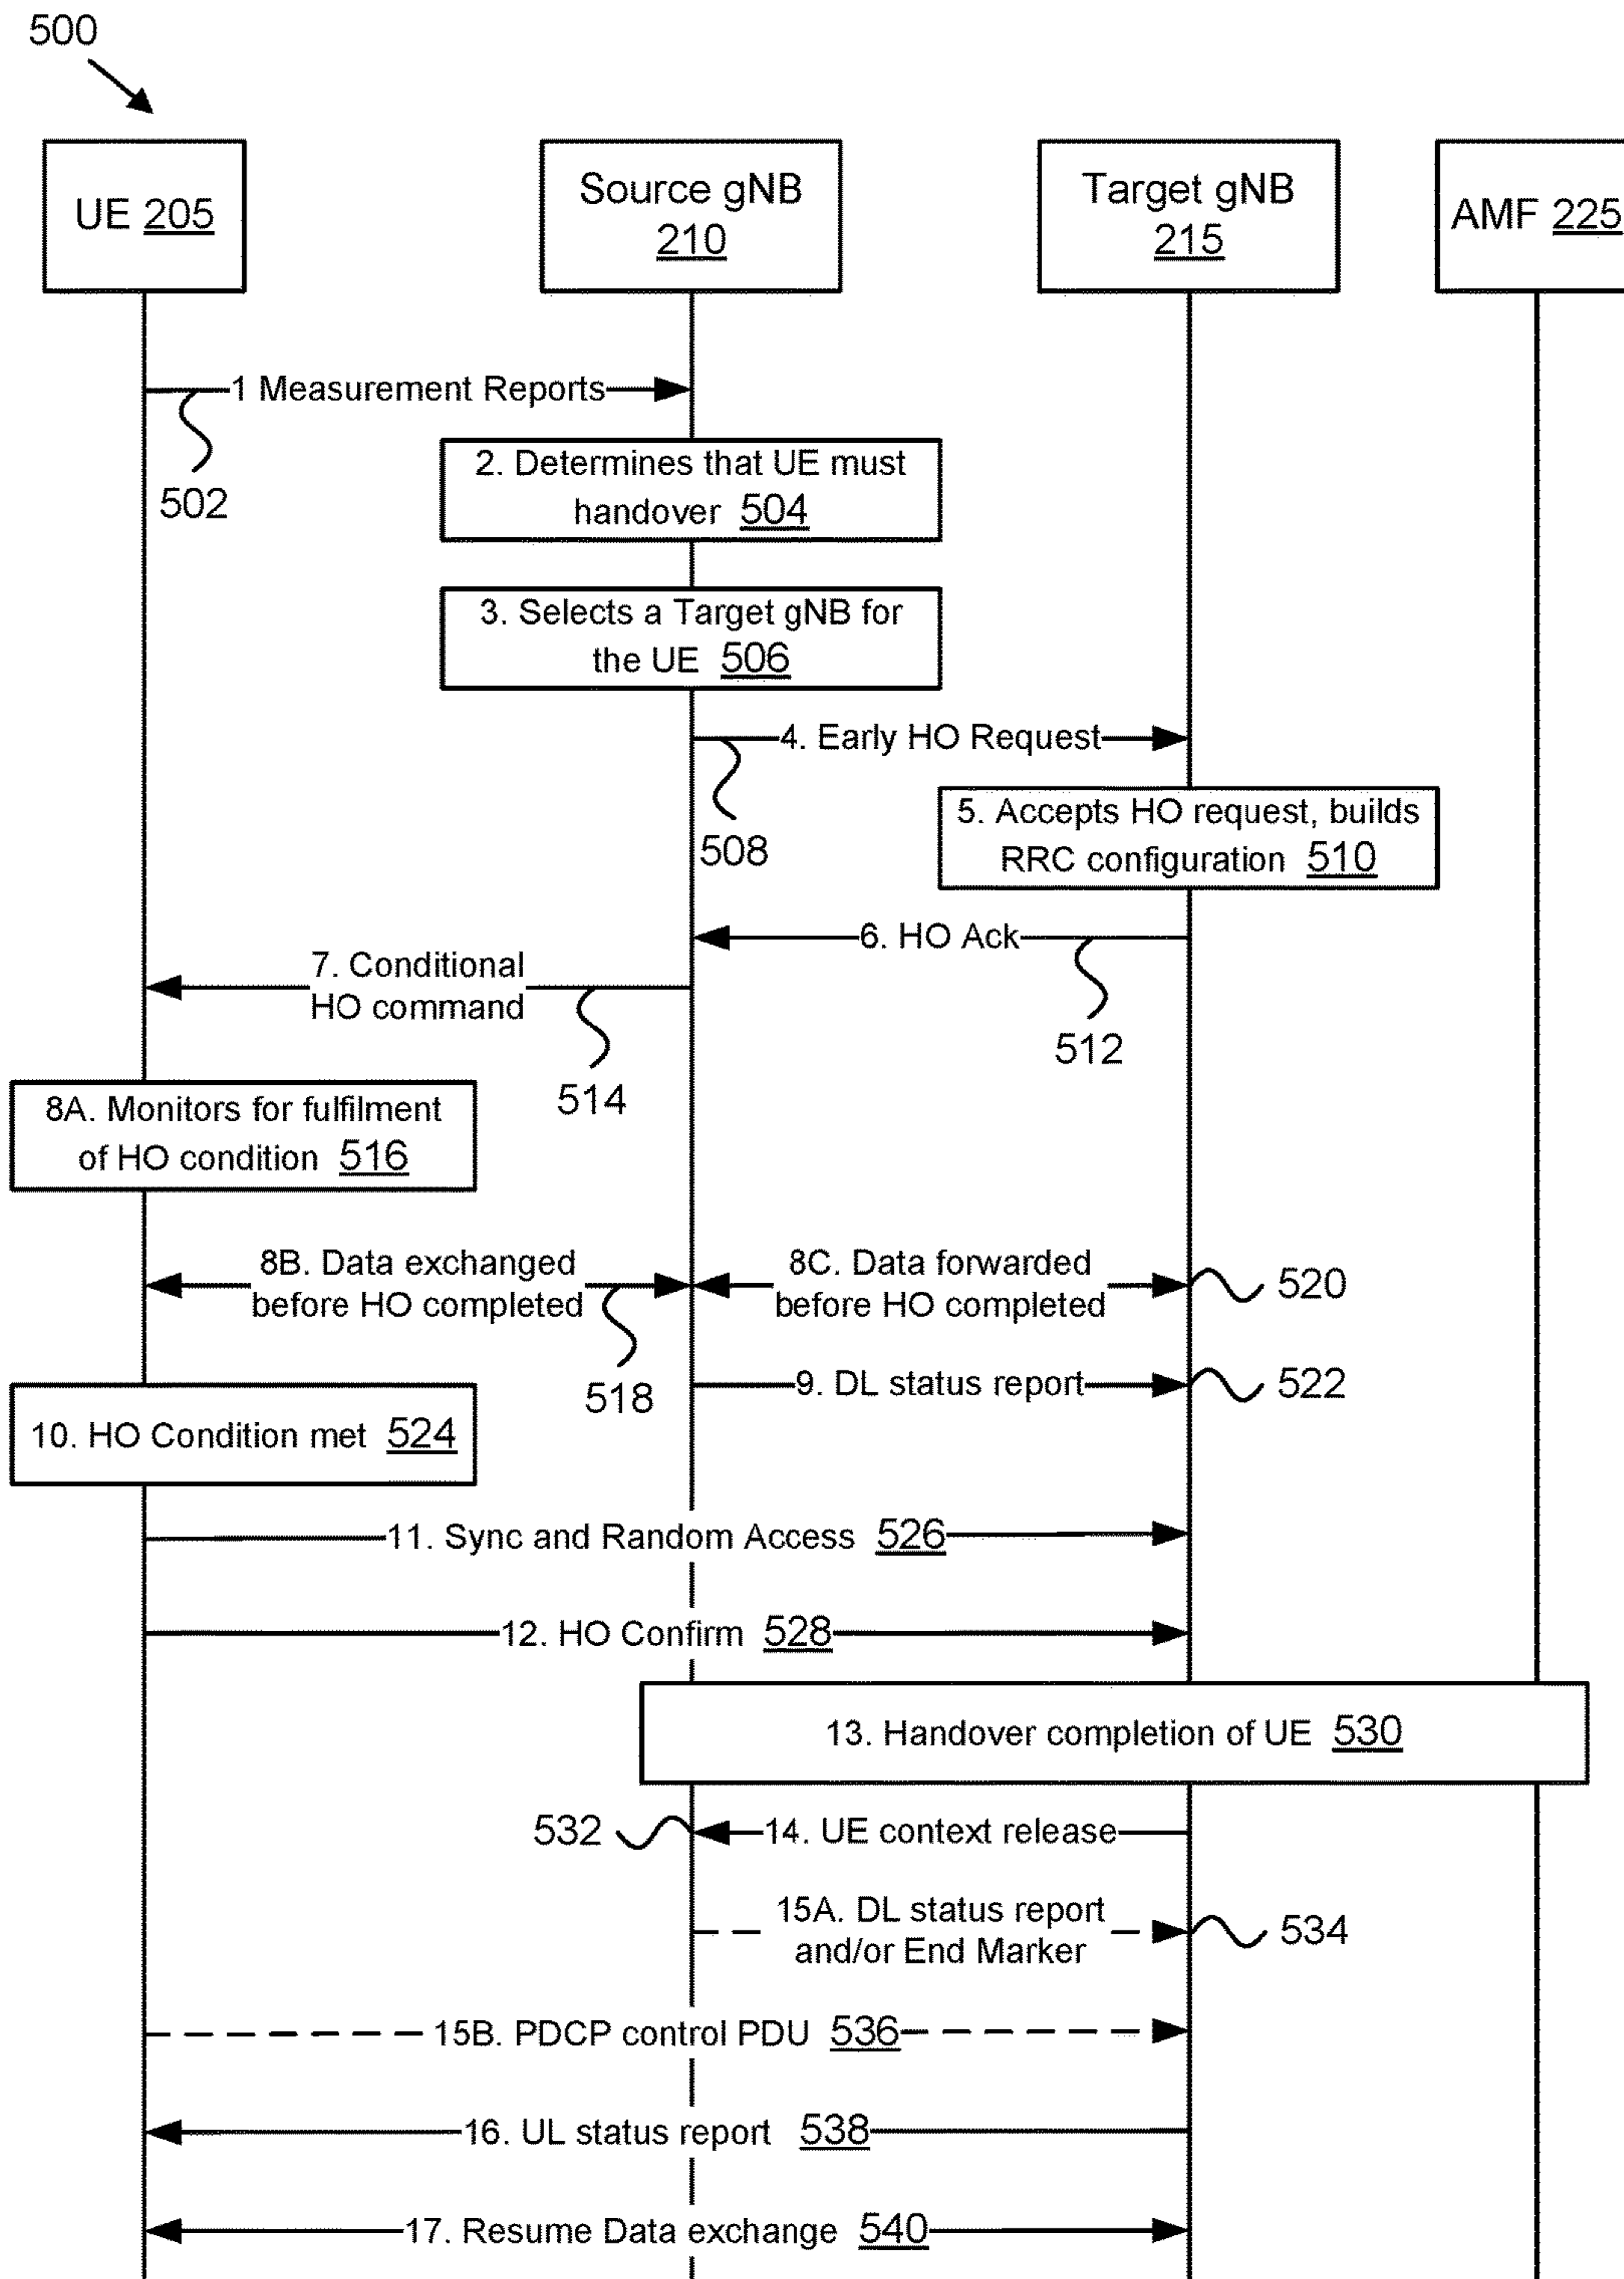 500
UE 205
Source gNB
210
Target gNB
215
AMF 225
1 Measurement Reports
502
2. Determines that UE must
handover 504
3. Selects a Target gNB for
the UE 506
4. Early HO Request
508
5. Accepts HO request, builds
RRC configuration 510
6. HO Ack
512
7. Conditional
HO command
514
8A. Monitors for fulfilment
of HO condition 516
8B. Data exchanged
before HO completed
518
8C. Data forwarded
before HO completed
520
9. DL status report
522
10. HO Condition met 524
11. Sync and Random Access 526
12. HO Confirm 528
13. Handover completion of UE 530
532
14. UE context release
15A. DL status report
and/or End Marker
534
15B. PDCP control PDU 536
16. UL status report 538
17. Resume Data exchange 540